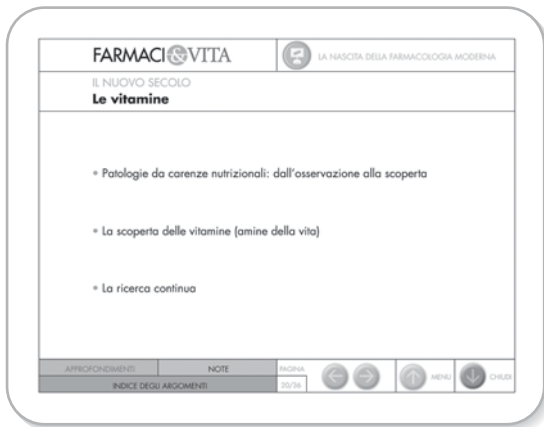 FARMACI&VITA
LA NASCITA DELLA FARMACOLOGIA MODERNA
IL NUOVO SECOLO
Le vitamine
• Patologie da carenze nutrizionali: dall'osservazione alla scoperta
• La scoperta delle vitamine (amine della vita)
• La ricerca continua
APPROFONDIMENTI NOTE PAGINA
INDICE DEGLI ARGOMENTI 20/36
MENU CHIUDI